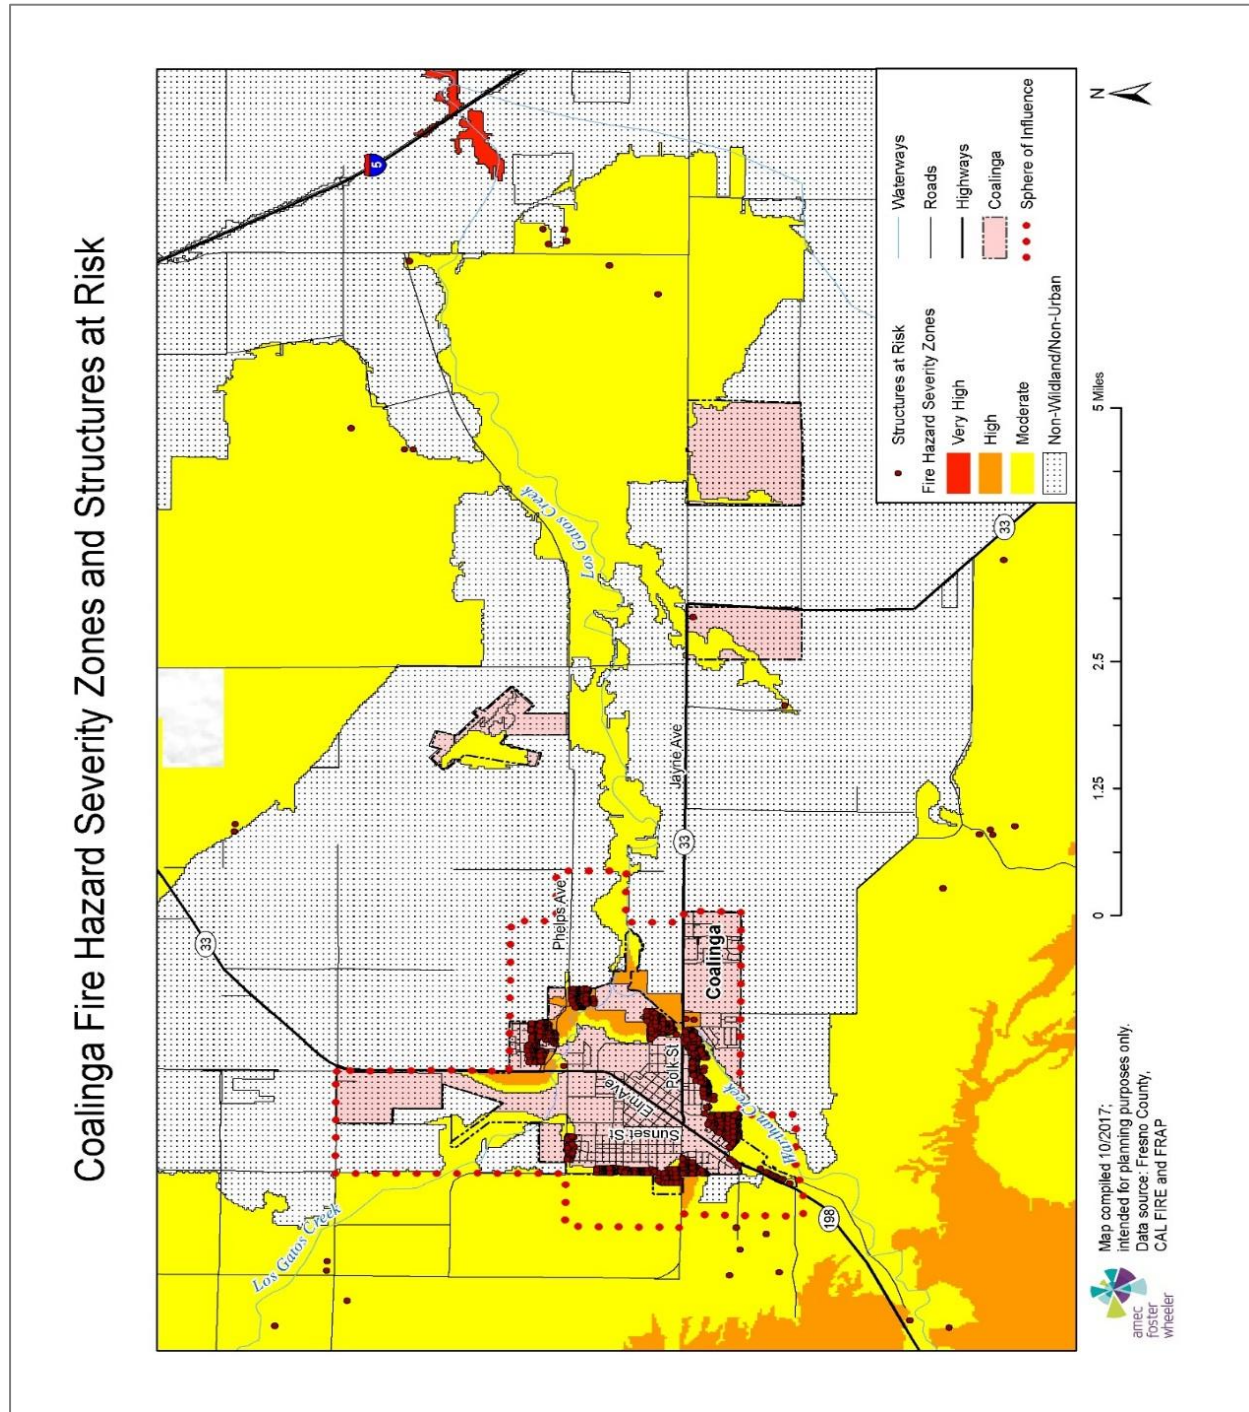 Coalinga Fire Hazard Severity Zones and Structures at Risk
5
33
Los Gatos Creek
Phelps Ave
Los Gatos Creek
Jayne Ave
33
Elm Ave
Sunset St
Polk St
Coalinga
Warthan Creek
198
33
Structures at Risk
Fire Hazard Severity Zones
Very High
High
Moderate
Non-Wildland/Non-Urban
Waterways
Roads
Highways
Coalinga
Sphere of Influence
amec
foster
wheeler
Map compiled 10/2017;
intended for planning purposes only.
Data source: Fresno County,
CAL FIRE and FRAP
0
1.25
2.5
5 Miles
N